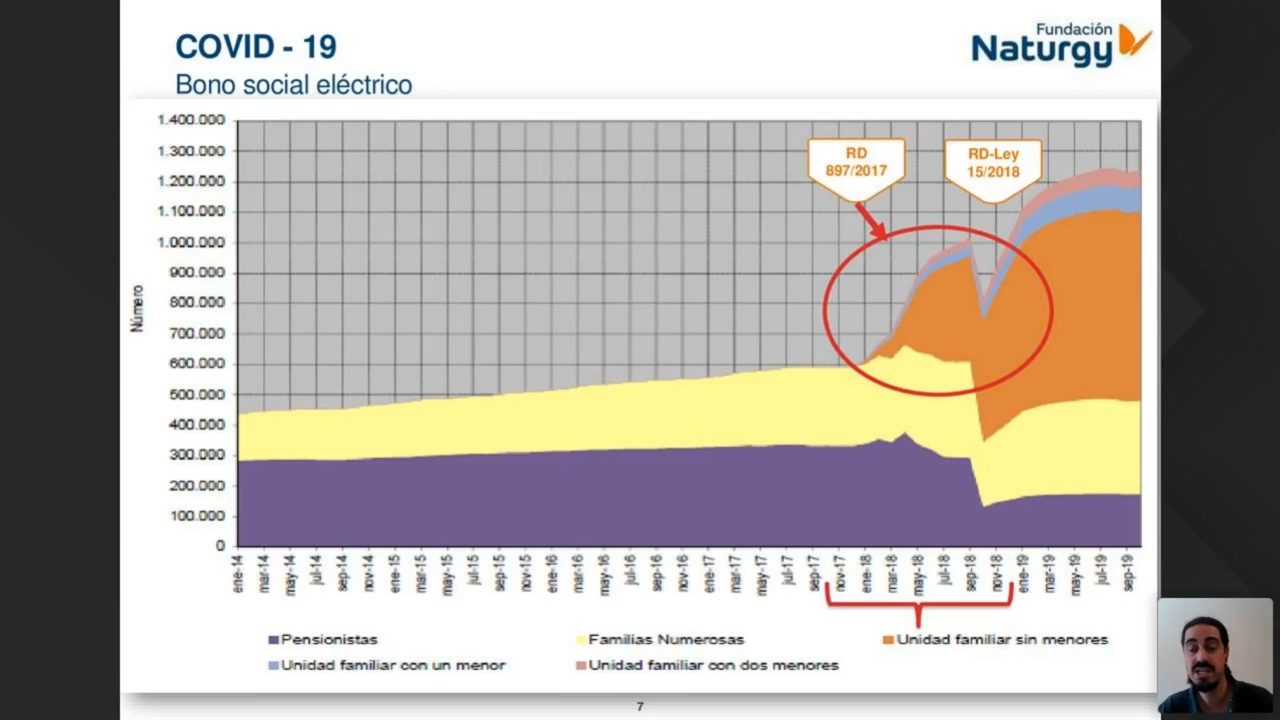 COVID - 19
Bono social eléctrico
Fundación
Naturgy
1.400.000
1.300.000
1.200.000
1.100.000
1.000.000
900.000
800.000
700.000
600.000
500.000
400.000
300.000
200.000
100.000
0
Número
RD
897/2017
RD-Ley
15/2018
ene-14
mar-14
may-14
jul-14
sep-14
nov-14
ene-15
mar-15
may-15
jul-15
sep-15
nov-15
ene-16
mar-16
may-16
jul-16
sep-16
nov-16
ene-17
mar-17
may-17
jul-17
sep-17
nov-17
ene-18
mar-18
may-18
jul-18
sep-18
nov-18
ene-19
mar-19
may-19
jul-19
sep-19
Pensionistas
Familias Numerosas
Unidad familiar sin menores
Unidad familiar con un menor
Unidad familiar con dos menores
7